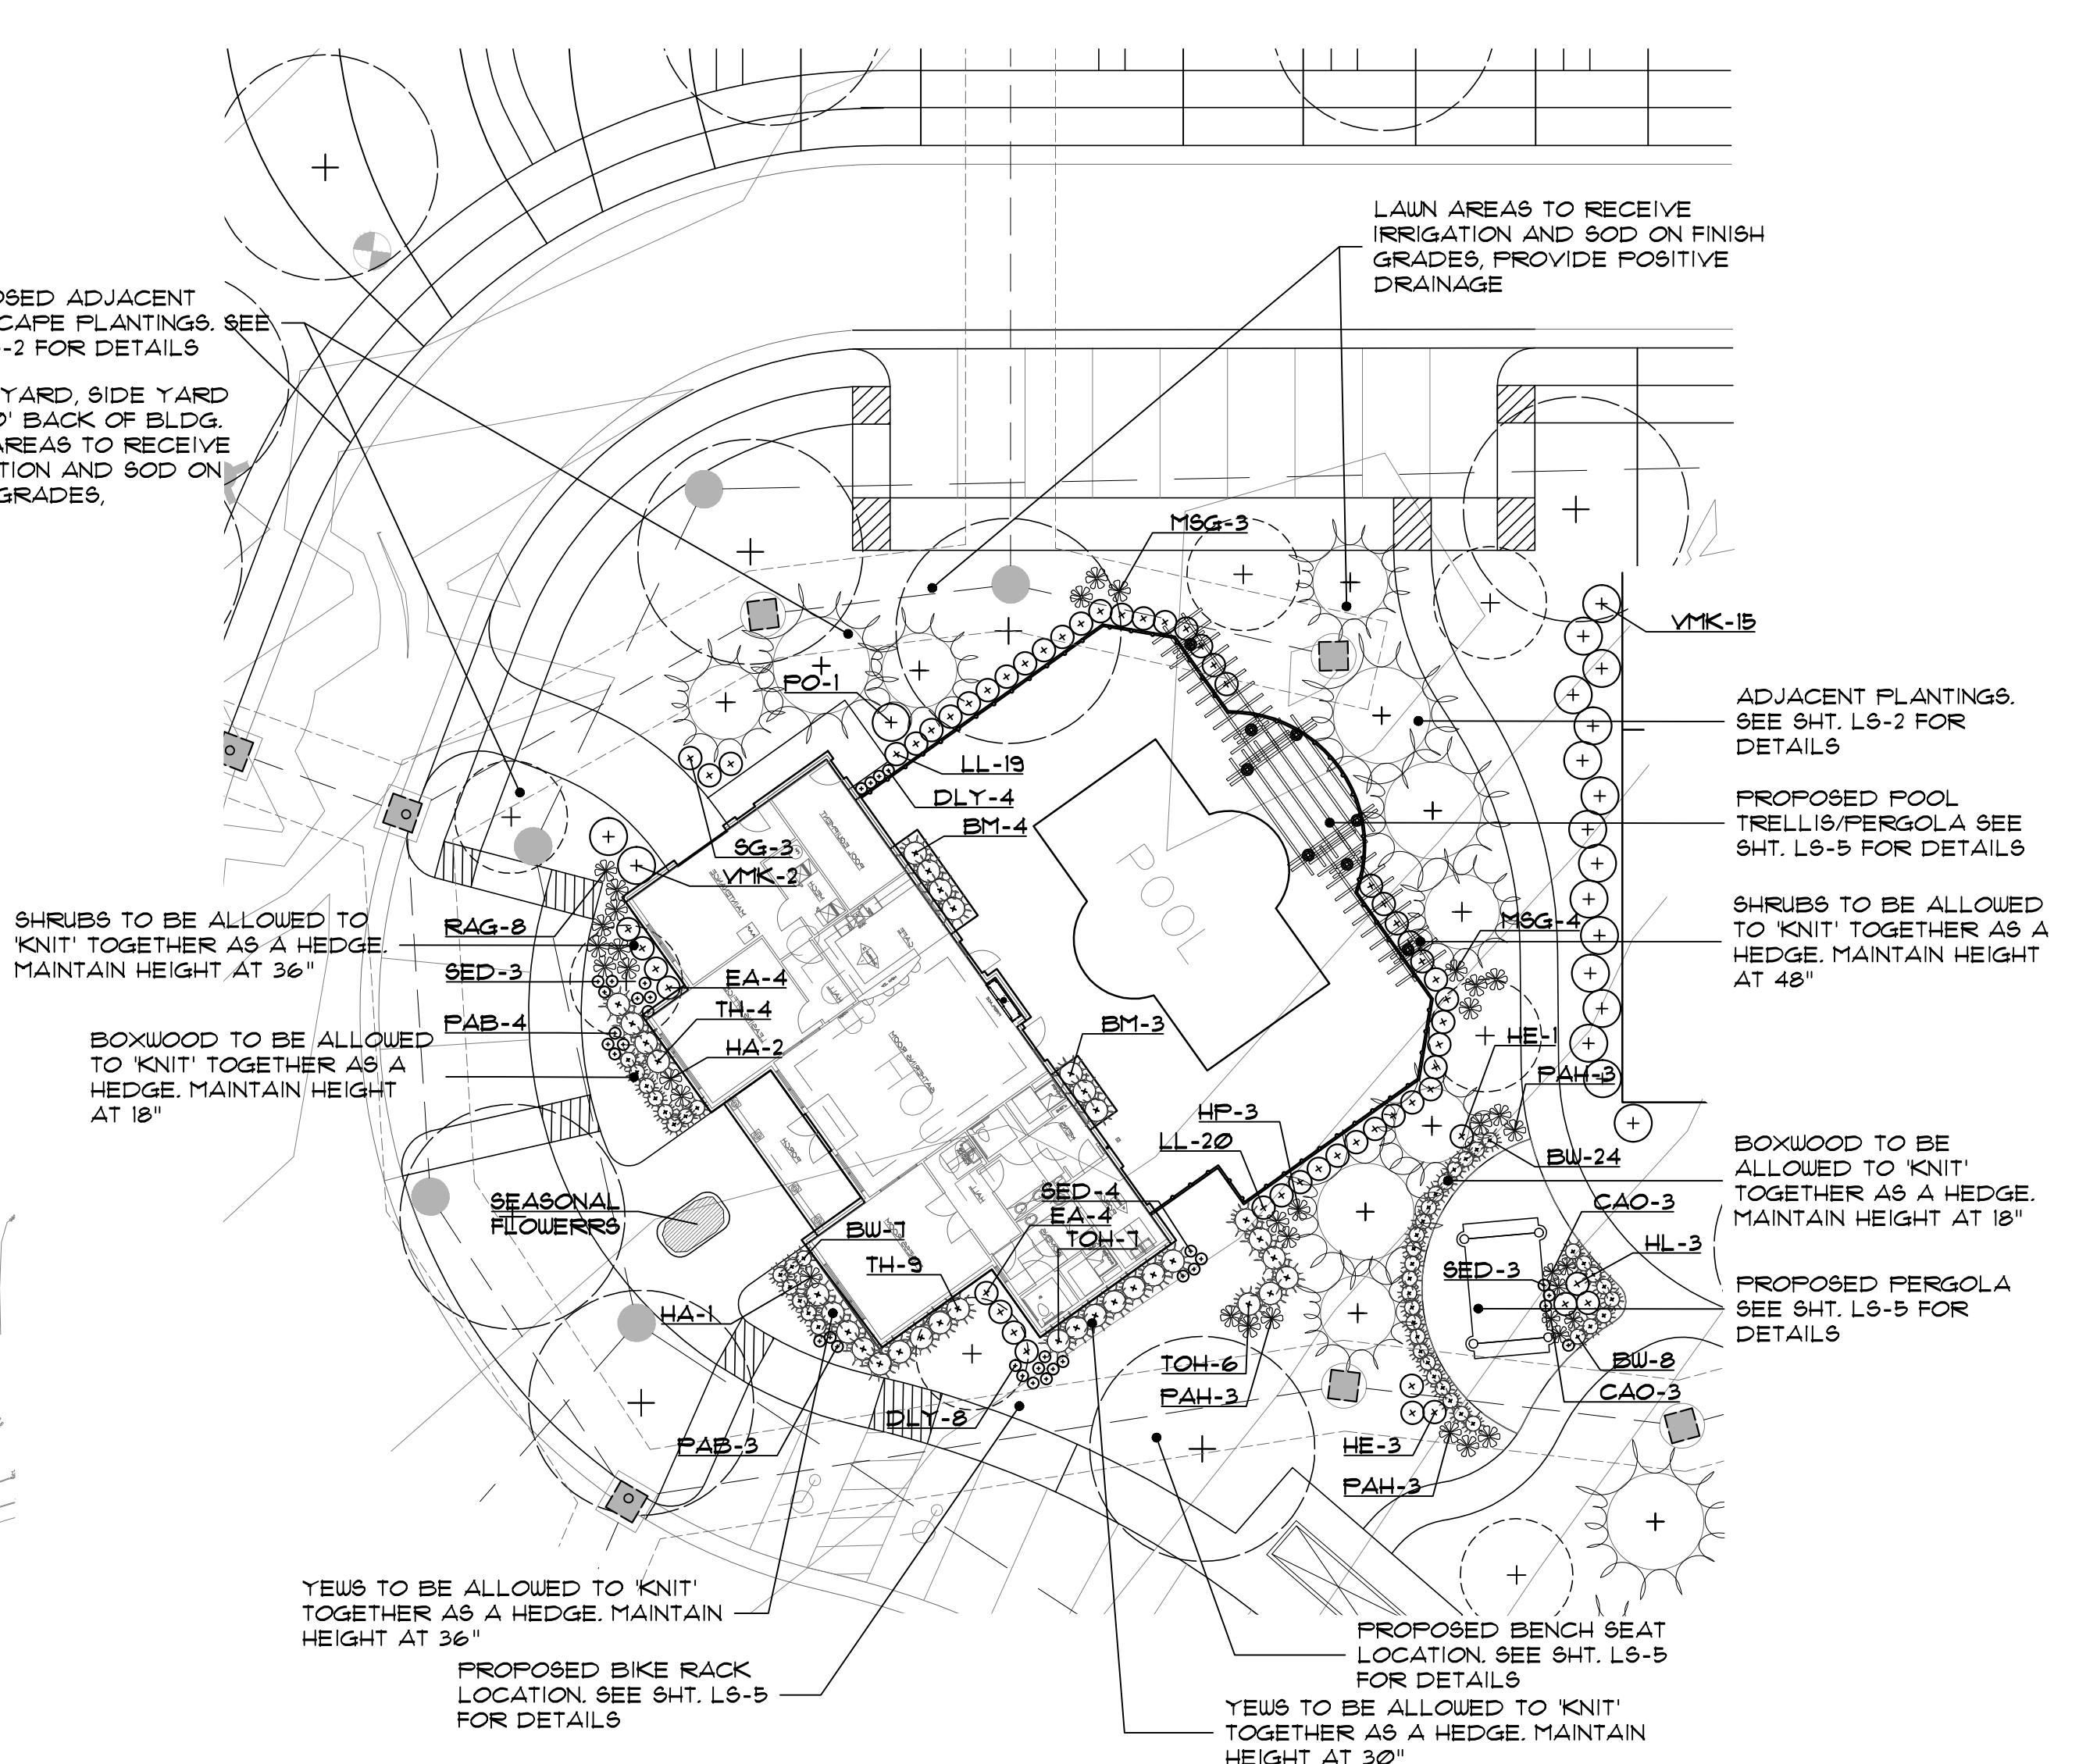 LAWN AREAS TO RECEIVE
IRRIGATION AND SOD ON FINISH
GRADES, PROVIDE POSITIVE
DRAINAGE
OSED ADJACENT
CAPE PLANTINGS. SEE
-2 FOR DETAILS
YARD, SIDE YARD
0' BACK OF BLDG.
AREAS TO RECEIVE
TION AND SOD ON
GRADES,
MSG-3
VMK-15
PO-1
LL-19
DLY-4
BM-4
SG-3
VMK-2
ADJACENT PLANTINGS.
SEE SHT. LS-2 FOR
DETAILS
PROPOSED POOL
TRELLIS/PERGOLA SEE
SHT. LS-5 FOR DETAILS
SHRUBS TO BE ALLOWED
TO 'KNIT' TOGETHER AS A
HEDGE. MAINTAIN HEIGHT
AT 48"
MSG-4
POOL
SHRUBS TO BE ALLOWED TO
'KNIT' TOGETHER AS A HEDGE.
MAINTAIN HEIGHT AT 36"
RAG-8
SED-3
PAB-4
EA-4
TH-4
HA-2
BM-3
HE-1
PAH-3
BOXWOOD TO BE ALLOWED
TO 'KNIT' TOGETHER AS A
HEDGE. MAINTAIN HEIGHT
AT 18"
HP-3
LL-20
BW-24
BOXWOOD TO BE
ALLOWED TO 'KNIT'
TOGETHER AS A HEDGE.
MAINTAIN HEIGHT AT 18"
CAO-3
HL-3
SED-3
SEASONAL
FLOWERRS
SED-4
EA-4
TOH-7
BW-7
TH-9
HA-1
PROPOSED PERGOLA
SEE SHT. LS-5 FOR
DETAILS
BW-8
CAO-3
TOH-6
PAH-3
DLY-8
PAB-3
HE-3
PAH-3
PORCH
HALL
HALL
CAFE
MECH
MAINTENANCE
POOL EQUIPMENT
GATHERING ROOM
YEWS TO BE ALLOWED TO 'KNIT'
TOGETHER AS A HEDGE. MAINTAIN
HEIGHT AT 36"
PROPOSED BIKE RACK
LOCATION. SEE SHT. LS-5
FOR DETAILS
PROPOSED BENCH SEAT
LOCATION. SEE SHT. LS-5
FOR DETAILS
YEWS TO BE ALLOWED TO 'KNIT'
TOGETHER AS A HEDGE. MAINTAIN
HEIGHT AT 30"